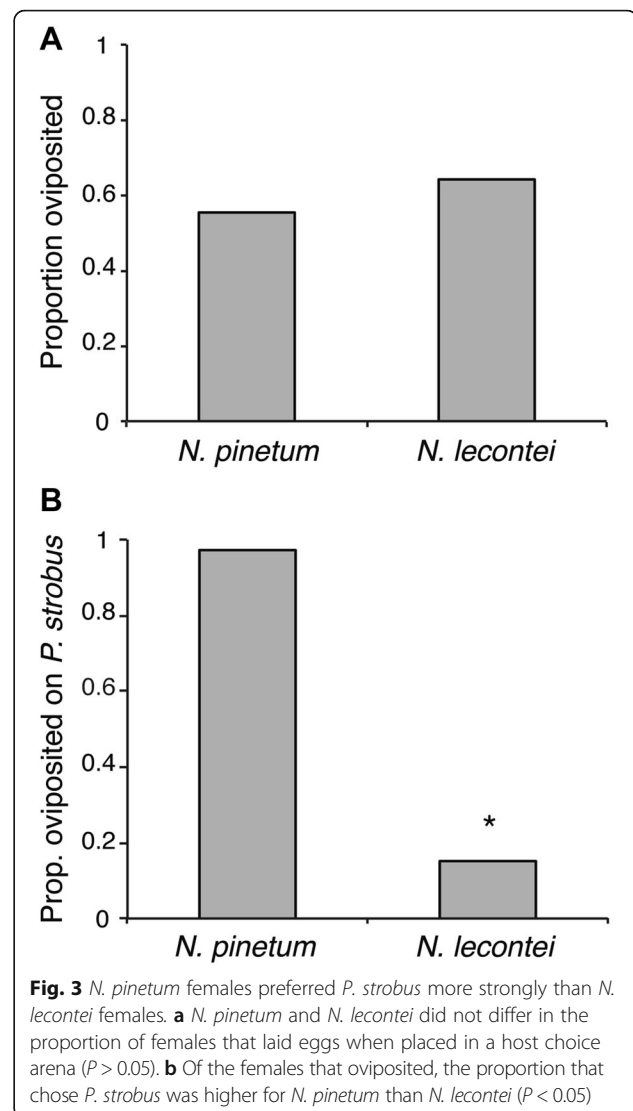 A
1
0.8
0.6
0.4
0.2
0
Proportion oviposited
N. pinetum N. lecontei
B
1
0.8
0.6
0.4
0.2
0
Prop. oviposited on P. strobus
*
N. pinetum N. lecontei
Fig. 3 N. pinetum females preferred P. strobus more strongly than N.
lecontei females. a N. pinetum and N. lecontei did not differ in the
proportion of females that laid eggs when placed in a host choice
arena (P > 0.05). b Of the females that oviposited, the proportion that
chose P. strobus was higher for N. pinetum than N. lecontei (P < 0.05)